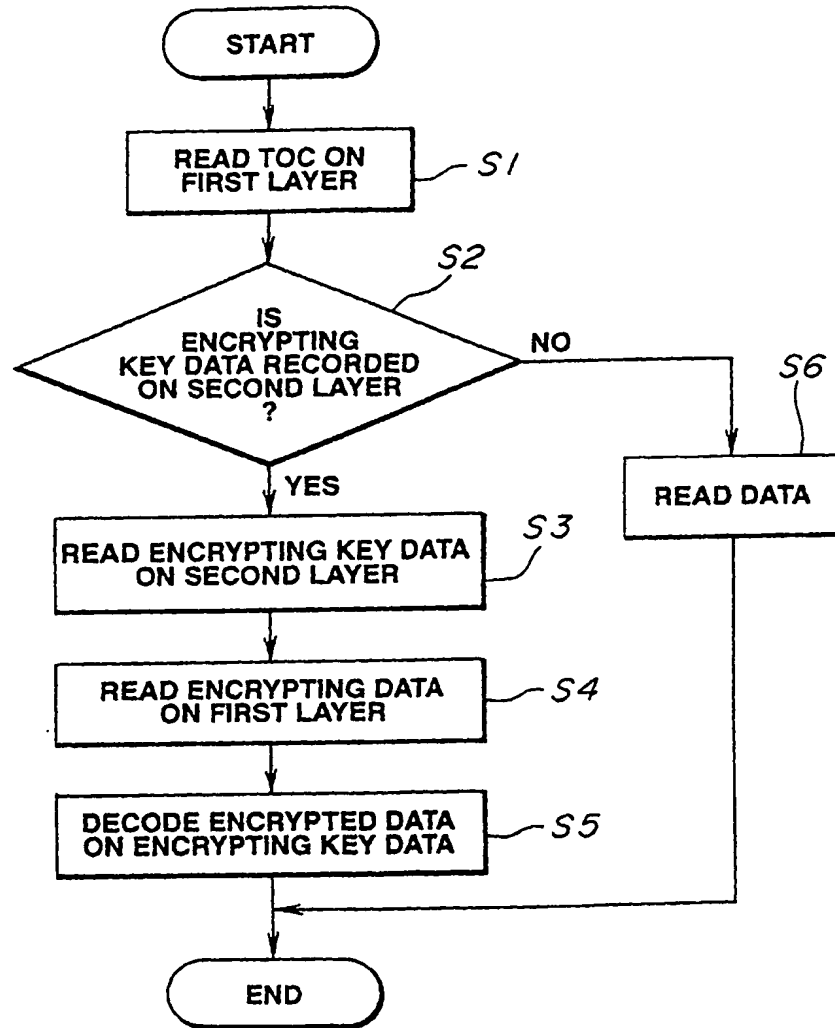 START
READ TOC ON
FIRST LAYER
S1
S2
IS
ENCRYPTING
KEY DATA RECORDED
ON SECOND LAYER
?
NO
S6
READ DATA
YES
READ ENCRYPTING KEY DATA
ON SECOND LAYER
S3
READ ENCRYPTING DATA
ON FIRST LAYER
S4
DECODE ENCRYPTED DATA
ON ENCRYPTING KEY DATA
S5
END